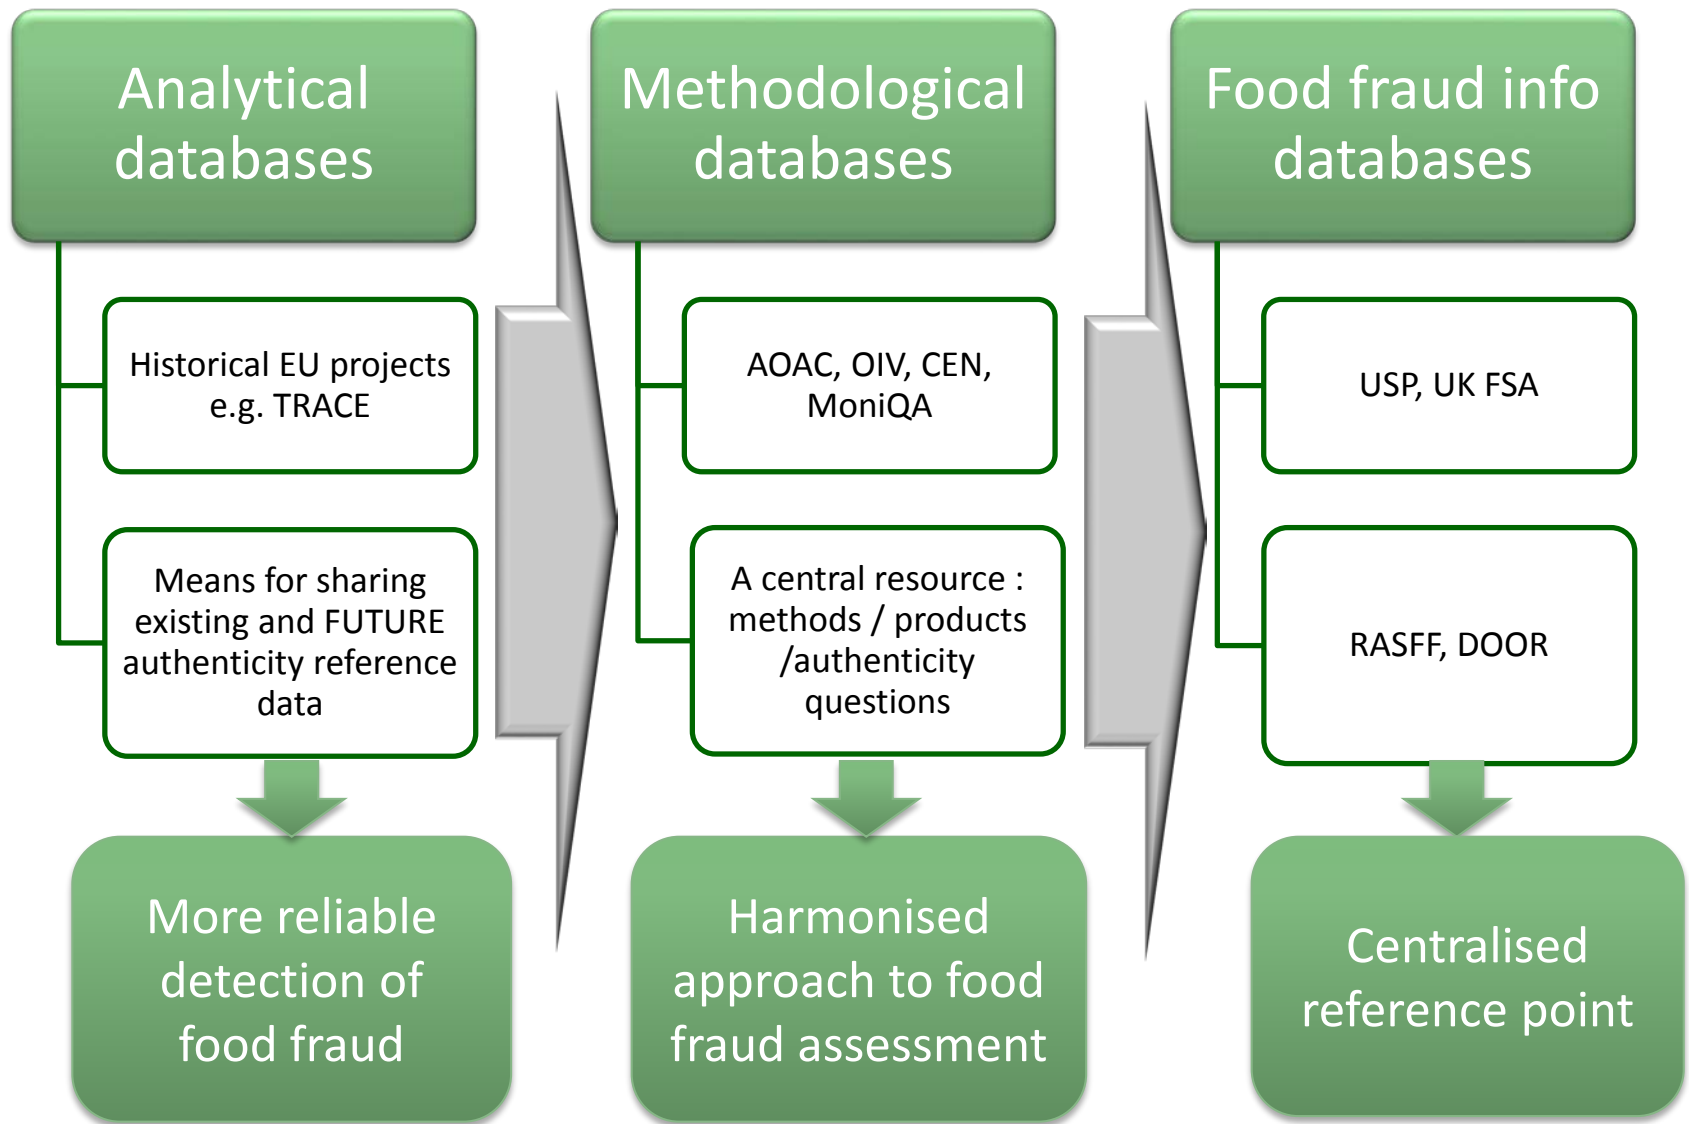 Analytical
databases
Historical EU projects
e.g. TRACE
Means for sharing
existing and FUTURE
authenticity reference
data
More reliable
detection of
food fraud
Methodological
databases
AOAC, OIV, CEN,
MoniQA
A central resource :
methods / products
/authenticity
questions
Harmonised
approach to food
fraud assessment
Food fraud info
databases
USP, UK FSA
RASFF, DOOR
Centralised
reference point